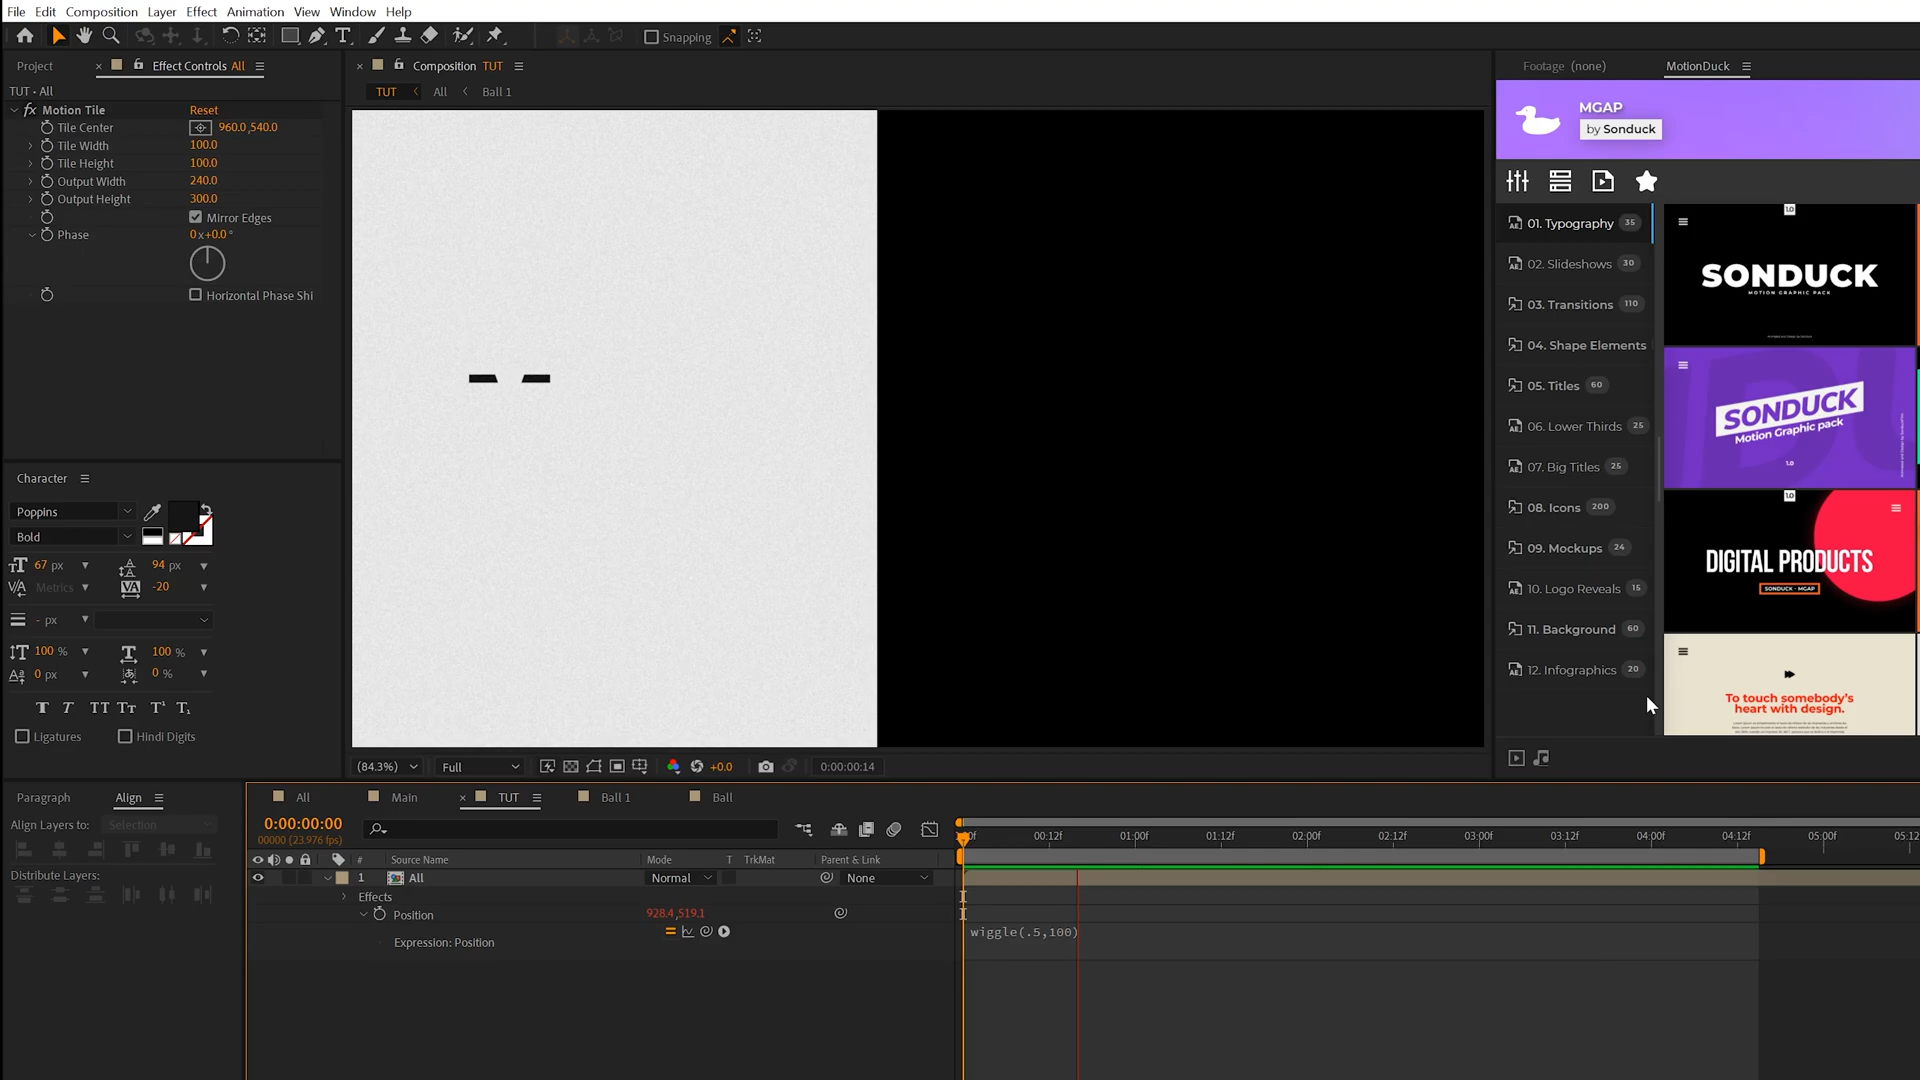 File Edit Composition Layer Effect Animation View Window Help
Snapping
Project
Effect Controls All
TUT • All
fx Motion Tile Reset
Tile Center 960.0,540.0
Tile Width 100.0
Tile Height 100.0
Output Width 240.0
Output Height 300.0
Mirror Edges
Phase 0x+0.0°
Horizontal Phase Shi
Character
Poppins
Bold
67 px 94 px
Metrics -20
- px
100 % 100 %
0 px 0 %
Ligatures Hindi Digits
Composition TUT
TUT All Ball 1
(84.3%) Full +0.0 0:00:00:14
Footage (none) MotionDuck
MGAP
by Sonduck
01. Typography 35
02. Slideshows 30
03. Transitions 110
04. Shape Elements
05. Titles 60
06. Lower Thirds 25
07. Big Titles 25
08. Icons 200
09. Mockups 24
10. Logo Reveals 15
11. Background 60
12. Infographics 20
1.0
SONDUCK
MOTION GRAPHIC PACK
SONDUCK
Motion Graphic pack
1.0
1.0
DIGITAL PRODUCTS
SONDUCK - MGAP
To touch somebody's
heart with design.
Paragraph Align
Align Layers to: Selection
Distribute Layers:
All Main TUT Ball 1 Ball
0:00:00:00
00000 (23.976 fps)
# Source Name Mode T TrkMat Parent & Link
1 All Normal None
Effects
Position 928.4,519.1
Expression: Position
00:12f 01:00f 01:12f 02:00f 02:12f 03:00f 03:12f 04:00f 04:12f 05:00f 05:12
wiggle(.5,100)